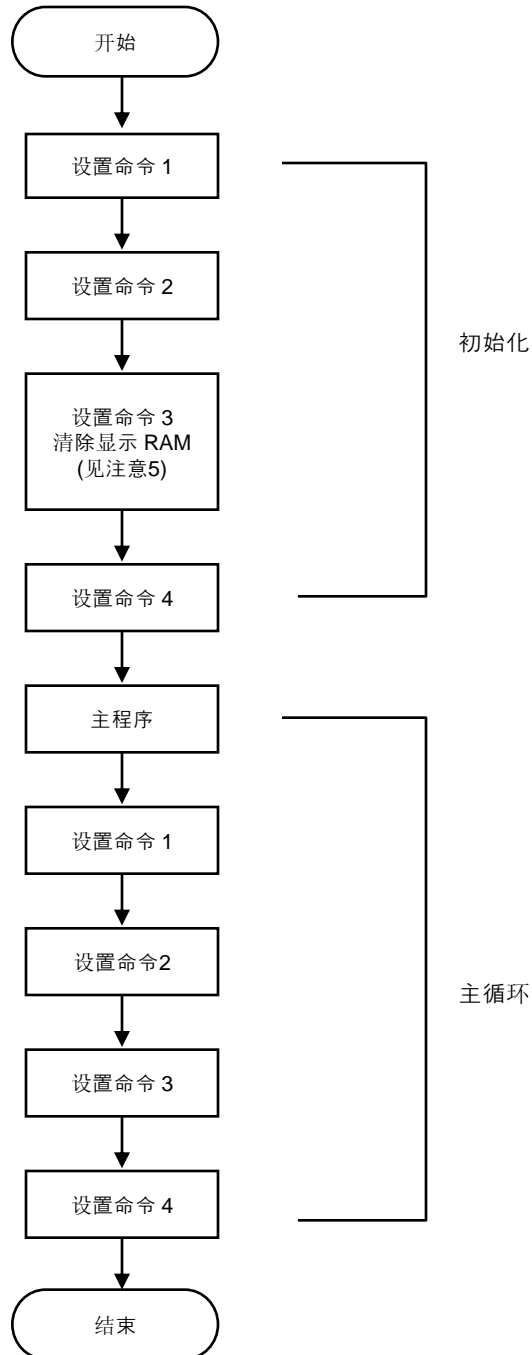 开始
设置命令 1
设置命令 2
设置命令 3
清除显示 RAM
(见注意5)
设置命令 4
初始化
主程序
设置命令 1
设置命令2
设置命令 3
设置命令 4
主循环
结束